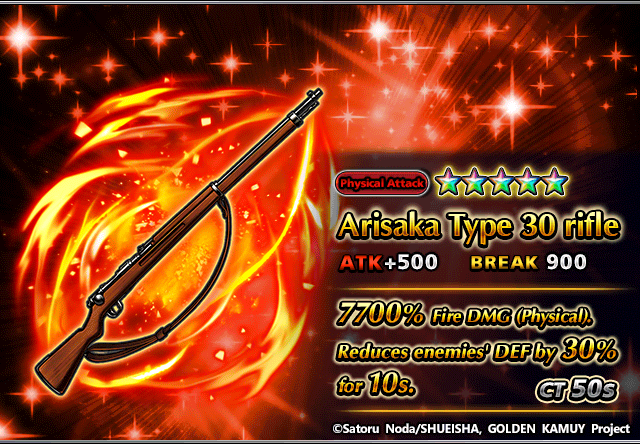 Physical Attack
Arisaka Type 30 rifle
ATK+500 BREAK 900
7700% Fire DMG (Physical).
Reduces enemies' DEF by 30%
for 10s.
CT 50s
©Satoru Noda/SHUEISHA, GOLDEN KAMUY Project